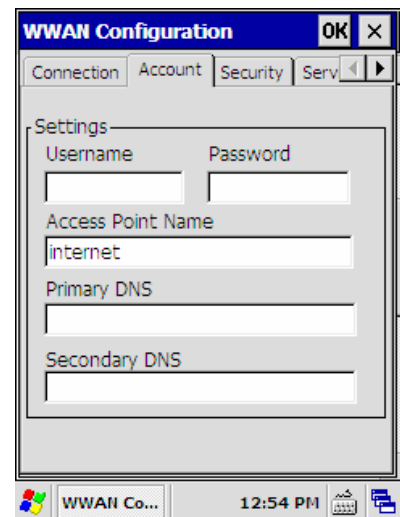 WWAN Configuration OK ×
Connection Account Security Serv
Settings
Username Password
Access Point Name
internet
Primary DNS
Secondary DNS
WWAN Co... 12:54 PM